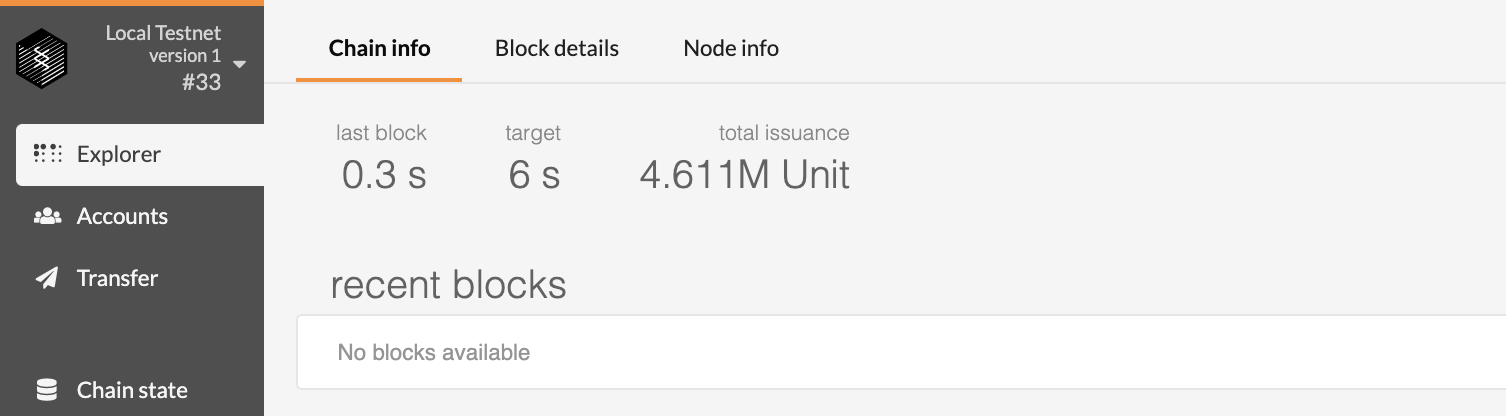 Local Testnet
version 1
#33
Explorer
Accounts
Transfer
Chain state
Chain info Block details Node info
last block target total issuance
0.3 s 6 s 4.611M Unit
recent blocks
No blocks available